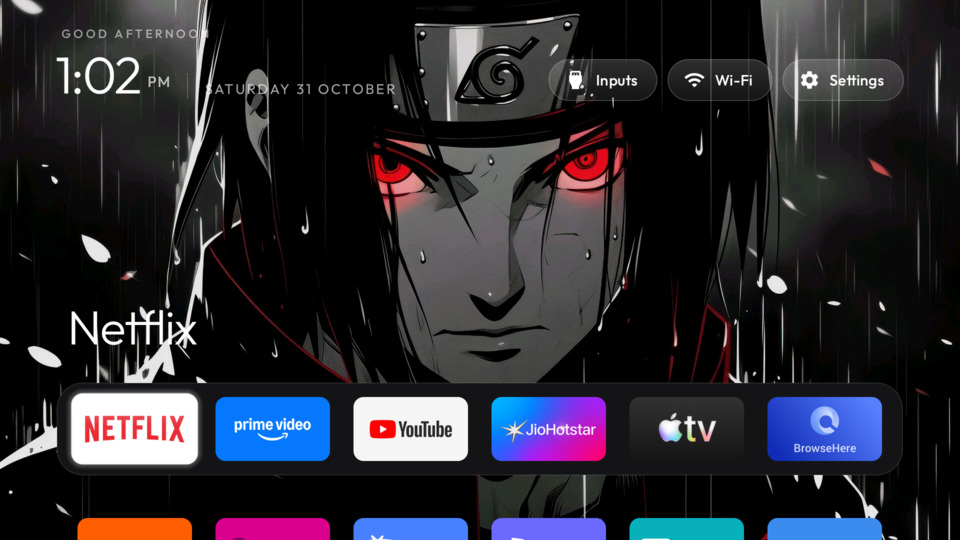 GOOD AFTERNOON
1:02 PM
SATURDAY 31 OCTOBER
Inputs
Wi-Fi
Settings
Netflix
NETFLIX
prime video
YouTube
JioHotstar
tv
BrowseHere